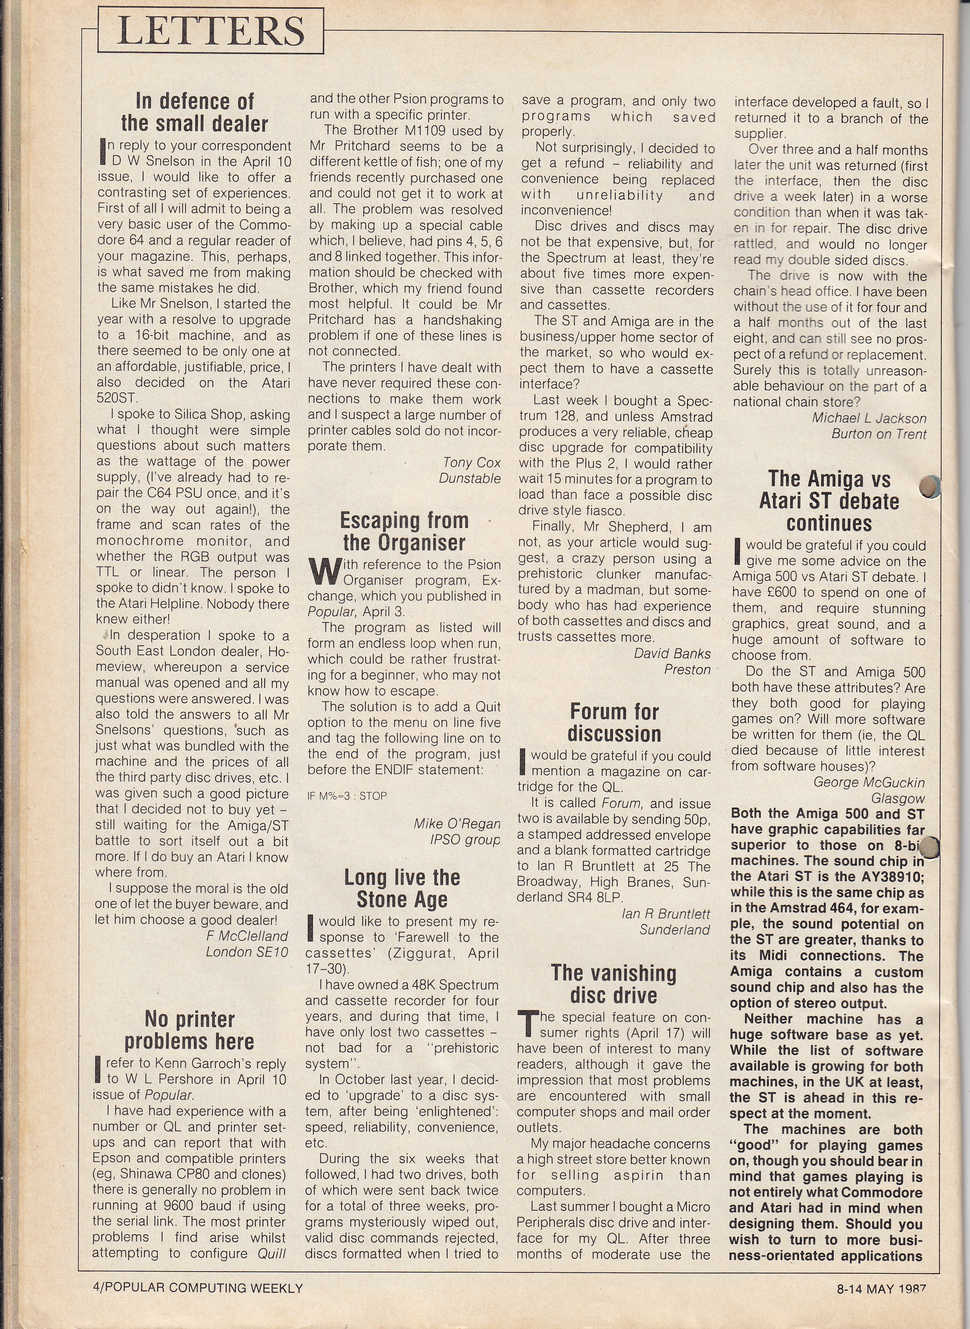 LETTERS
In defence of
the small dealer
In reply to your correspondent
D W Snelson in the April 10
issue, I would like to offer a
contrasting set of experiences.
First of all I will admit to being a
very basic user of the Commo-
dore 64 and a regular reader of
your magazine. This, perhaps,
is what saved me from making
the same mistakes he did.
Like Mr Snelson, I started the
year with a resolve to upgrade
to a 16-bit machine, and as
there seemed to be only one at
an affordable, justifiable, price, I
also decided on the Atari
520ST.
I spoke to Silica Shop, asking
what I thought were simple
questions about such matters
as the wattage of the power
supply, (I've already had to re-
pair the C64 PSU once, and it's
on the way out again!), the
frame and scan rates of the
monochrome monitor, and
whether the RGB output was
TTL or linear. The person I
spoke to didn't know. I spoke to
the Atari Helpline. Nobody there
knew either!
In desperation I spoke to a
South East London dealer, Ho-
meview, whereupon a service
manual was opened and all my
questions were answered. I was
also told the answers to all Mr
Snelsons' questions, such as
just what was bundled with the
machine and the prices of all
the third party disc drives, etc. I
was given such a good picture
that I decided not to buy yet –
still waiting for the Amiga/ST
battle to sort itself out a bit
more. If I do buy an Atari I know
where from.
I suppose the moral is the old
one of let the buyer beware, and
let him choose a good dealer!
F McClelland
London SE10
No printer
problems here
I refer to Kenn Garroch's reply
to W L Pershore in April 10
issue of Popular.
I have had experience with a
number or QL and printer set-
ups and can report that with
Epson and compatible printers
(eg, Shinawa CP80 and clones)
there is generally no problem in
running at 9600 baud if using
the serial link. The most printer
problems I find arise whilst
attempting to configure Quill
and the other Psion programs to
run with a specific printer.
The Brother M1109 used by
Mr Pritchard seems to be a
different kettle of fish; one of my
friends recently purchased one
and could not get it to work at
all. The problem was resolved
by making up a special cable
which, I believe, had pins 4, 5, 6
and 8 linked together. This infor-
mation should be checked with
Brother, which my friend found
most helpful. It could be Mr
Pritchard has a handshaking
problem if one of these lines is
not connected.
The printers I have dealt with
have never required these con-
nections to make them work
and I suspect a large number of
printer cables sold do not incor-
porate them.
Tony Cox
Dunstable
Escaping from
the Organiser
With reference to the Psion
Organiser program, Ex-
change, which you published in
Popular, April 3.
The program as listed will
form an endless loop when run,
which could be rather frustrat-
ing for a beginner, who may not
know how to escape.
The solution is to add a Quit
option to the menu on line five
and tag the following line on to
the end of the program, just
before the ENDIF statement:
IF M%=3 : STOP
Mike O'Regan
IPSO group
Long live the
Stone Age
I would like to present my re-
sponse to 'Farewell to the
cassettes' (Ziggurat, April
17–30).
I have owned a 48K Spectrum
and cassette recorder for four
years, and during that time, I
have only lost two cassettes –
not bad for a "prehistoric
system".
In October last year, I decid-
ed to 'upgrade' to a disc sys-
tem, after being 'enlightened':
speed, reliability, convenience,
etc.
During the six weeks that
followed, I had two drives, both
of which were sent back twice
for a total of three weeks, pro-
grams mysteriously wiped out,
valid disc commands rejected,
discs formatted when I tried to
save a program, and only two
programs which saved
properly.
Not surprisingly, I decided to
get a refund – reliability and
convenience being replaced
with unreliability and
inconvenience!
Disc drives and discs may
not be that expensive, but, for
the Spectrum at least, they're
about five times more expen-
sive than cassette recorders
and cassettes.
The ST and Amiga are in the
business/upper home sector of
the market, so who would ex-
pect them to have a cassette
interface?
Last week I bought a Spec-
trum 128, and unless Amstrad
produces a very reliable, cheap
disc upgrade for compatibility
with the Plus 2, I would rather
wait 15 minutes for a program to
load than face a possible disc
drive style fiasco.
Finally, Mr Shepherd, I am
not, as your article would sug-
gest, a crazy person using a
prehistoric clunker manufac-
tured by a madman, but some-
body who has had experience
of both cassettes and discs and
trusts cassettes more.
David Banks
Preston
Forum for
discussion
I would be grateful if you could
mention a magazine on car-
tridge for the QL.
It is called Forum, and issue
two is available by sending 50p,
a stamped addressed envelope
and a blank formatted cartridge
to Ian R Bruntlett at 25 The
Broadway, High Branes, Sun-
derland SR4 8LP.
Ian R Bruntlett
Sunderland
The vanishing
disc drive
The special feature on con-
sumer rights (April 17) will
have been of interest to many
readers, although it gave the
impression that most problems
are encountered with small
computer shops and mail order
outlets.
My major headache concerns
a high street store better known
for selling aspirin than
computers.
Last summer I bought a Micro
Peripherals disc drive and inter-
face for my QL. After three
months of moderate use the
interface developed a fault, so I
returned it to a branch of the
supplier.
Over three and a half months
later the unit was returned (first
the interface, then the disc
drive a week later) in a worse
condition than when it was tak-
en in for repair. The disc drive
rattled, and would no longer
read my double sided discs.
The drive is now with the
chain's head office. I have been
without the use of it for four and
a half months out of the last
eight, and can still see no pros-
pect of a refund or replacement.
Surely this is totally unreason-
able behaviour on the part of a
national chain store?
Michael L Jackson
Burton on Trent
The Amiga vs
Atari ST debate
continues
I would be grateful if you could
give me some advice on the
Amiga 500 vs Atari ST debate. I
have £600 to spend on one of
them, and require stunning
graphics, great sound, and a
huge amount of software to
choose from.
Do the ST and Amiga 500
both have these attributes? Are
they both good for playing
games on? Will more software
be written for them (ie, the QL
died because of little interest
from software houses)?
George McGuckin
Glasgow
Both the Amiga 500 and ST
have graphic capabilities far
superior to those on 8-bit
machines. The sound chip in
the Atari ST is the AY38910;
while this is the same chip as
in the Amstrad 464, for exam-
ple, the sound potential on
the ST are greater, thanks to
its Midi connections. The
Amiga contains a custom
sound chip and also has the
option of stereo output.
Neither machine has a
huge software base as yet.
While the list of software
available is growing for both
machines, in the UK at least,
the ST is ahead in this re-
spect at the moment.
The machines are both
"good" for playing games
on, though you should bear in
mind that games playing is
not entirely what Commodore
and Atari had in mind when
designing them. Should you
wish to turn to more busi-
ness-orientated applications
4/POPULAR COMPUTING WEEKLY
8-14 MAY 1987